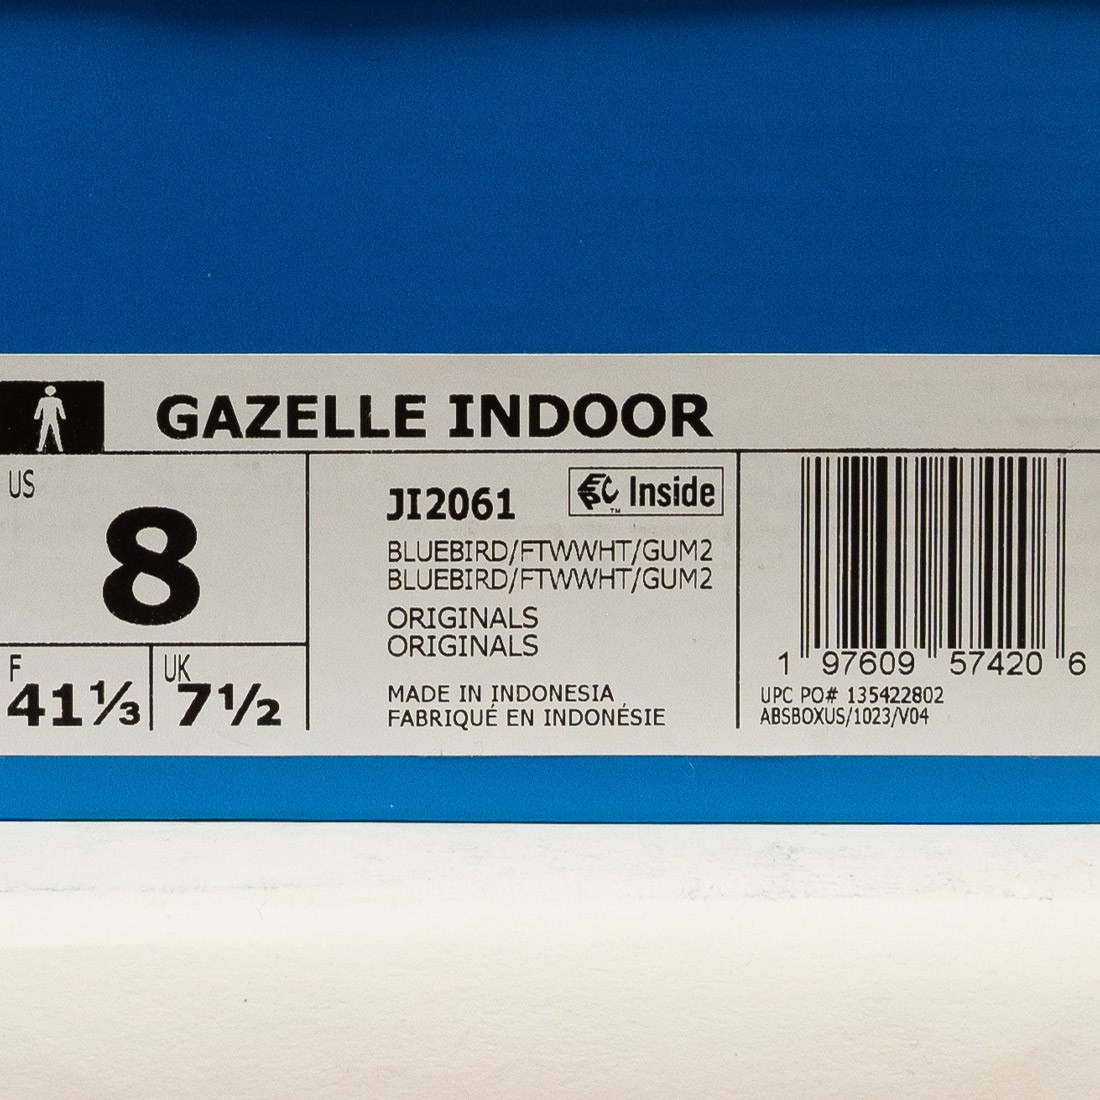 GAZELLE INDOOR
US
8
F
41⅓
UK
7½
JI2061
Inside
TM
BLUEBIRD/FTWWHT/GUM2
BLUEBIRD/FTWWHT/GUM2
ORIGINALS
ORIGINALS
MADE IN INDONESIA
FABRIQUÉ EN INDONÉSIE
1 97609 57420 6
UPC PO# 135422802
ABSBOXUS/1023/V04